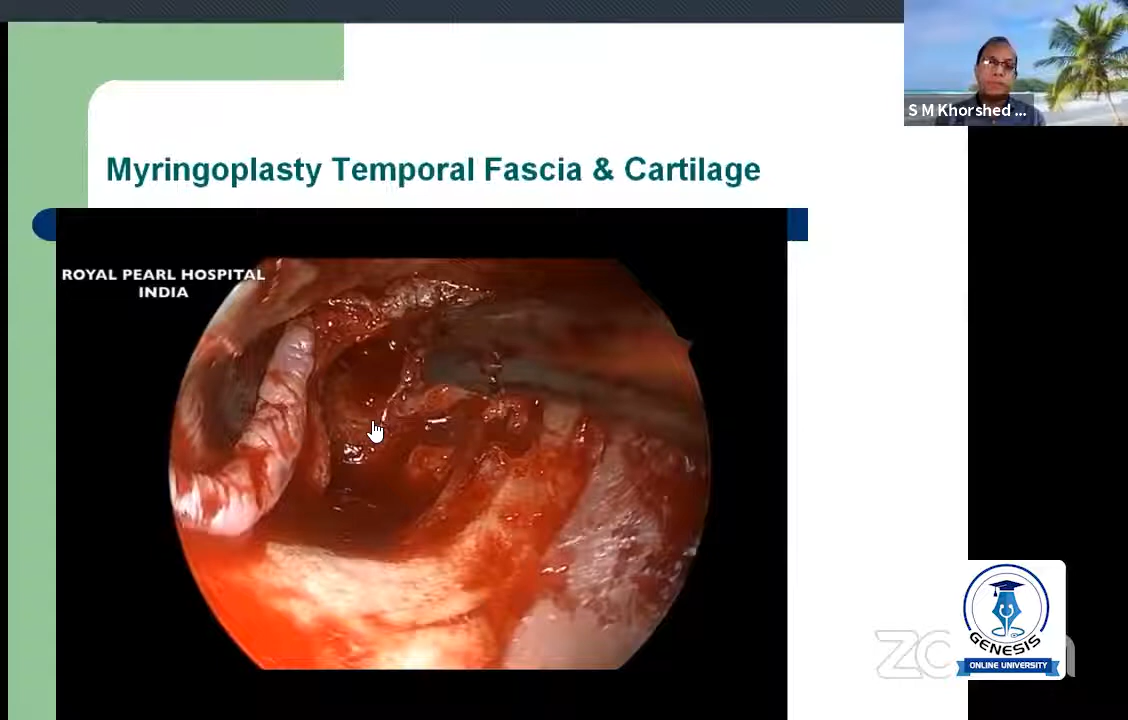 S M Khorshed ...
Myringoplasty Temporal Fascia & Cartilage
ROYAL PEARL HOSPITAL
INDIA
GENESIS
ONLINE UNIVERSITY